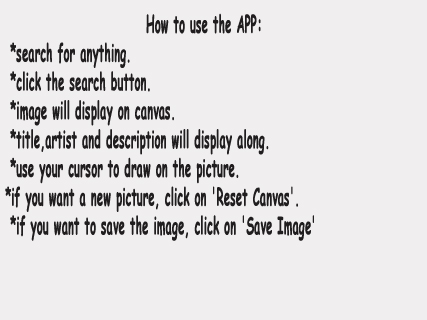 How to use the APP:
*search for anything.
*click the search button.
*image will display on canvas.
*title,artist and description will display along.
*use your cursor to draw on the picture.
*if you want a new picture, click on 'Reset Canvas'.
*if you want to save the image, click on 'Save Image'